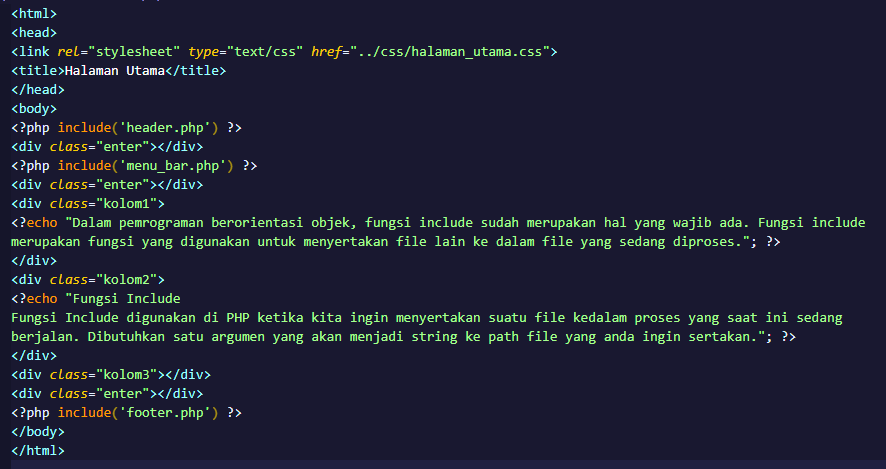 <html>
<head>
<link rel="stylesheet" type="text/css" href="../css/halaman_utama.css">
<title>Halaman Utama</title>
</head>
<body>
<?php include('header.php') ?>
<div class="enter"></div>
<?php include('menu_bar.php') ?>
<div class="enter"></div>
<div class="kolom1">
<?echo "Dalam pemrograman berorientasi objek, fungsi include sudah merupakan hal yang wajib ada. Fungsi include
merupakan fungsi yang digunakan untuk menyertakan file lain ke dalam file yang sedang diproses."; ?>
</div>
<div class="kolom2">
<?echo "Fungsi Include
Fungsi Include digunakan di PHP ketika kita ingin menyertakan suatu file kedalam proses yang saat ini sedang
berjalan. Dibutuhkan satu argumen yang akan menjadi string ke path file yang anda ingin sertakan."; ?>
</div>
<div class="kolom3"></div>
<div class="enter"></div>
<?php include('footer.php') ?>
</body>
</html>